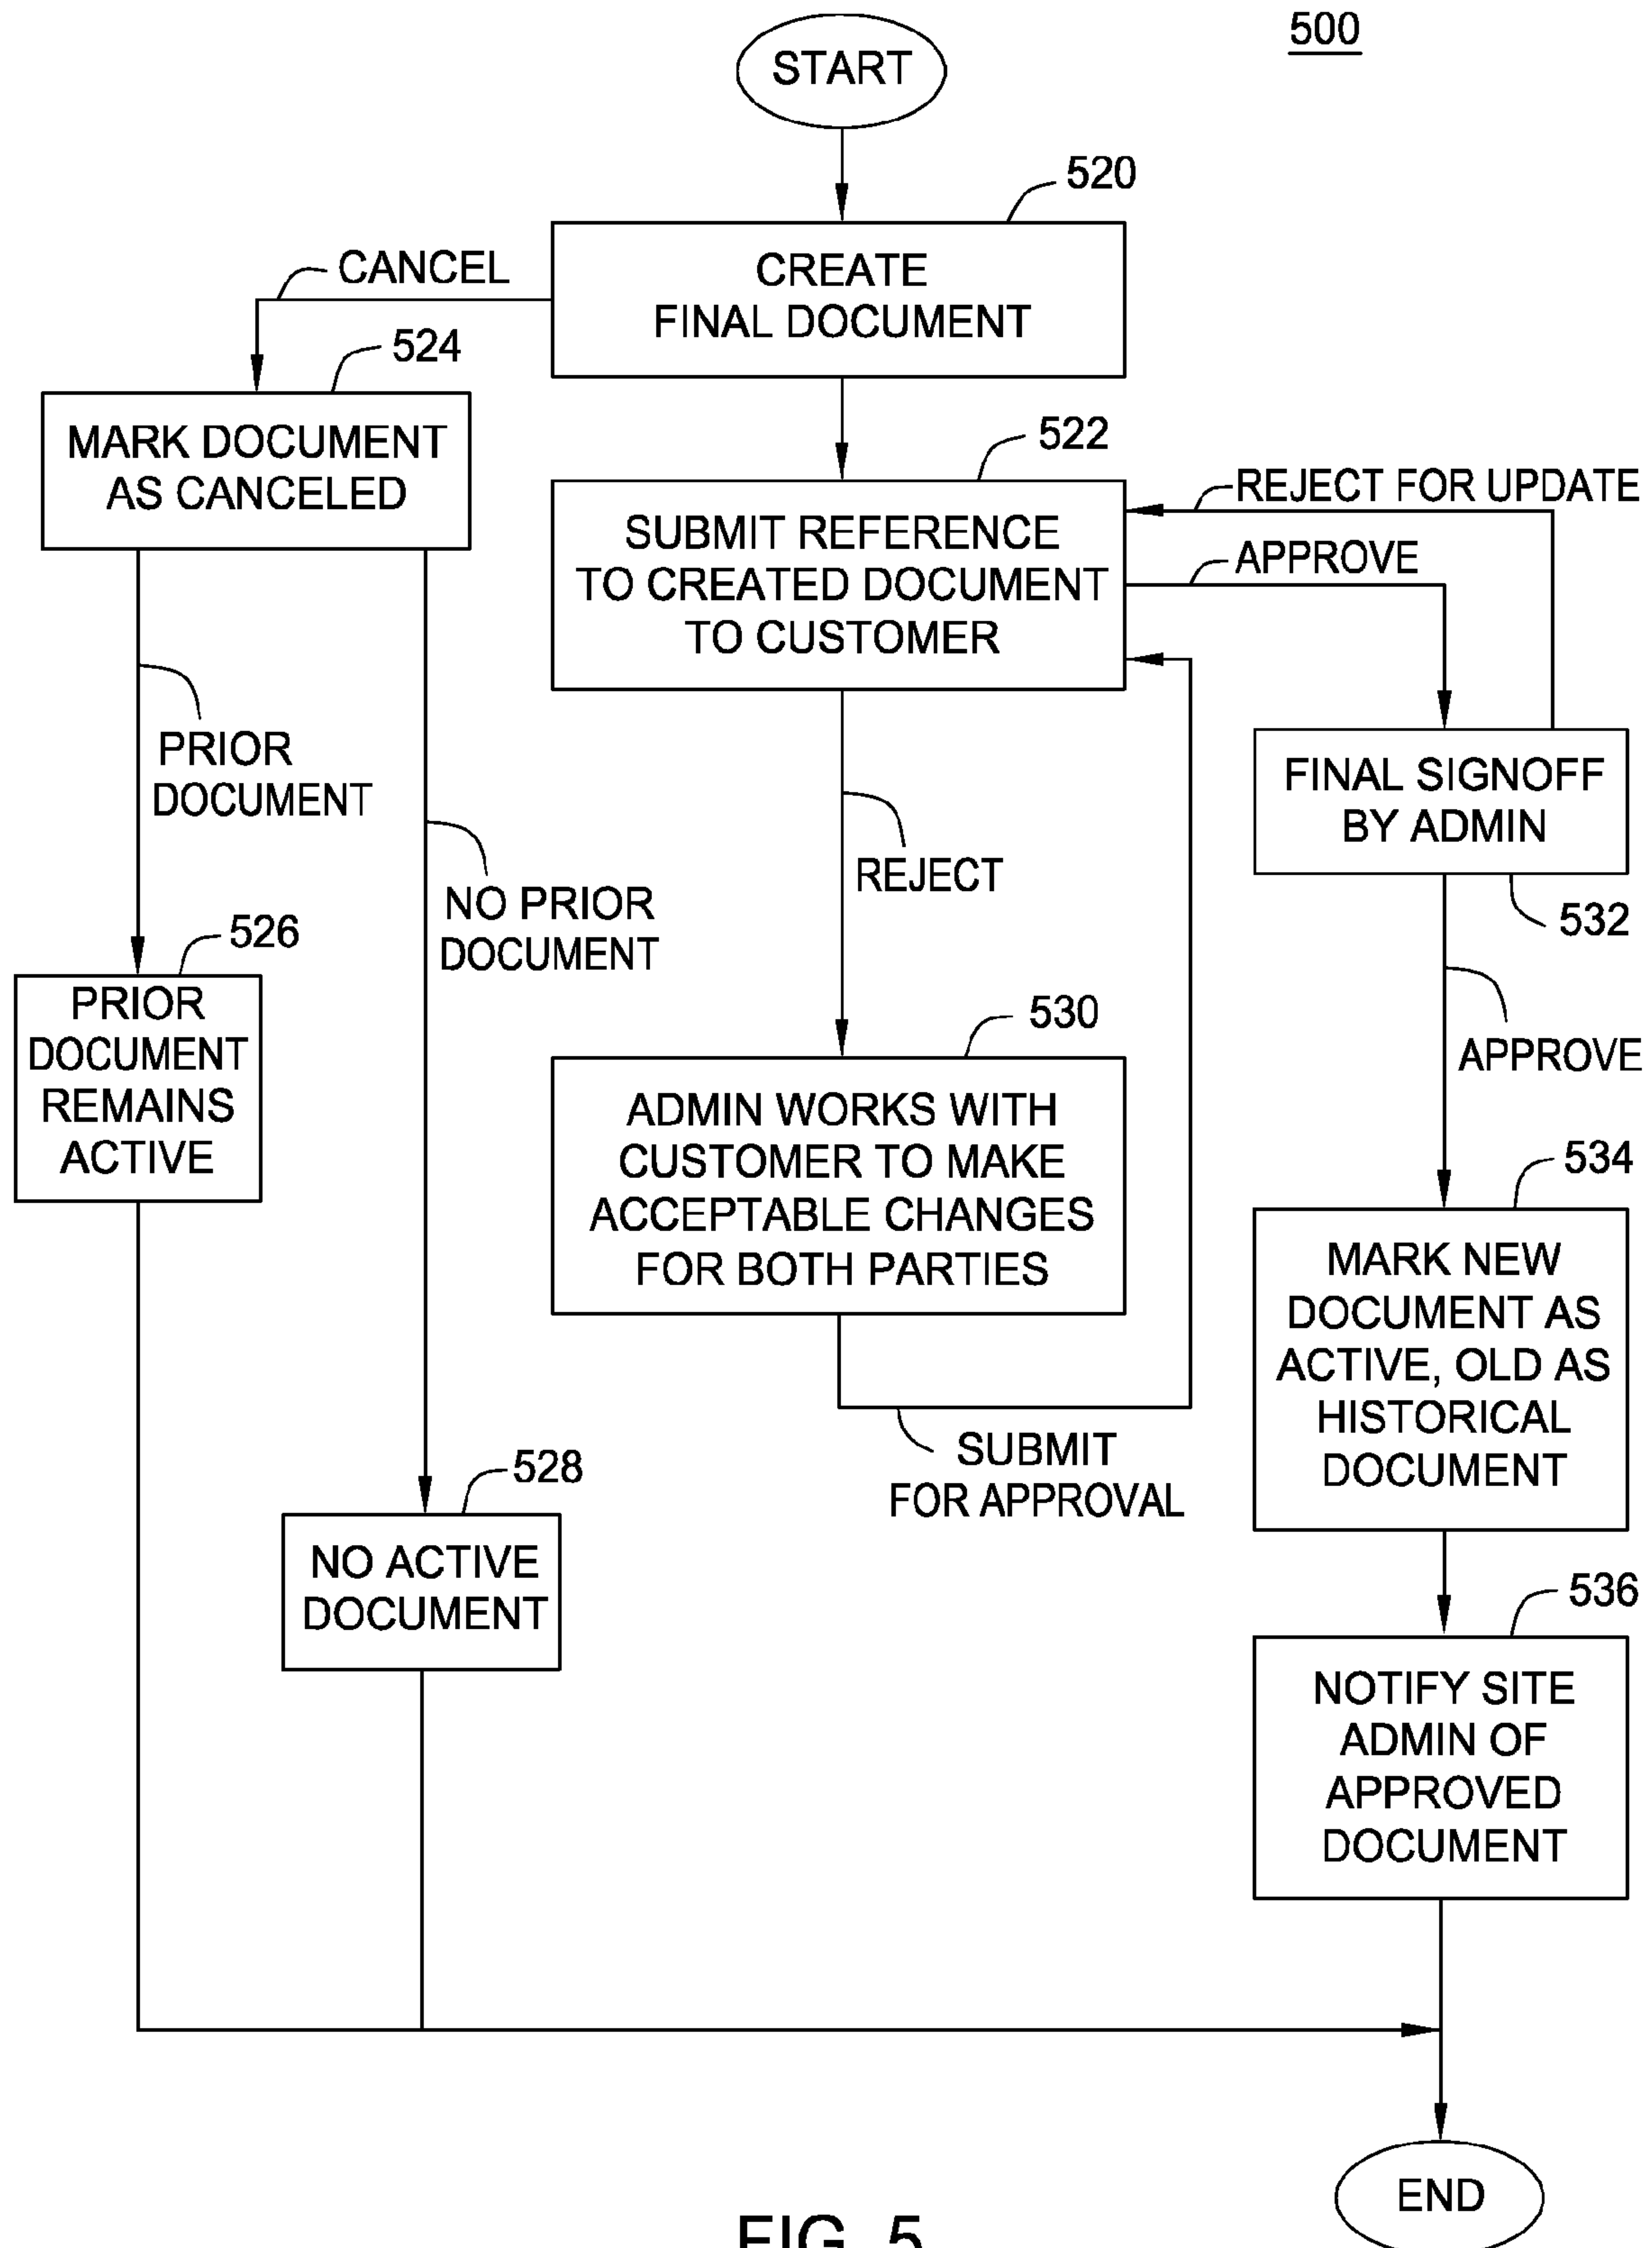 500
START
520
CREATE
FINAL DOCUMENT
CANCEL
524
MARK DOCUMENT
AS CANCELED
522
SUBMIT REFERENCE
TO CREATED DOCUMENT
TO CUSTOMER
REJECT FOR UPDATE
APPROVE
PRIOR
DOCUMENT
NO PRIOR
DOCUMENT
REJECT
FINAL SIGNOFF
BY ADMIN
532
526
PRIOR
DOCUMENT
REMAINS
ACTIVE
530
ADMIN WORKS WITH
CUSTOMER TO MAKE
ACCEPTABLE CHANGES
FOR BOTH PARTIES
APPROVE
534
MARK NEW
DOCUMENT AS
ACTIVE, OLD AS
HISTORICAL
DOCUMENT
SUBMIT
FOR APPROVAL
528
NO ACTIVE
DOCUMENT
536
NOTIFY SITE
ADMIN OF
APPROVED
DOCUMENT
END
FIG. 5